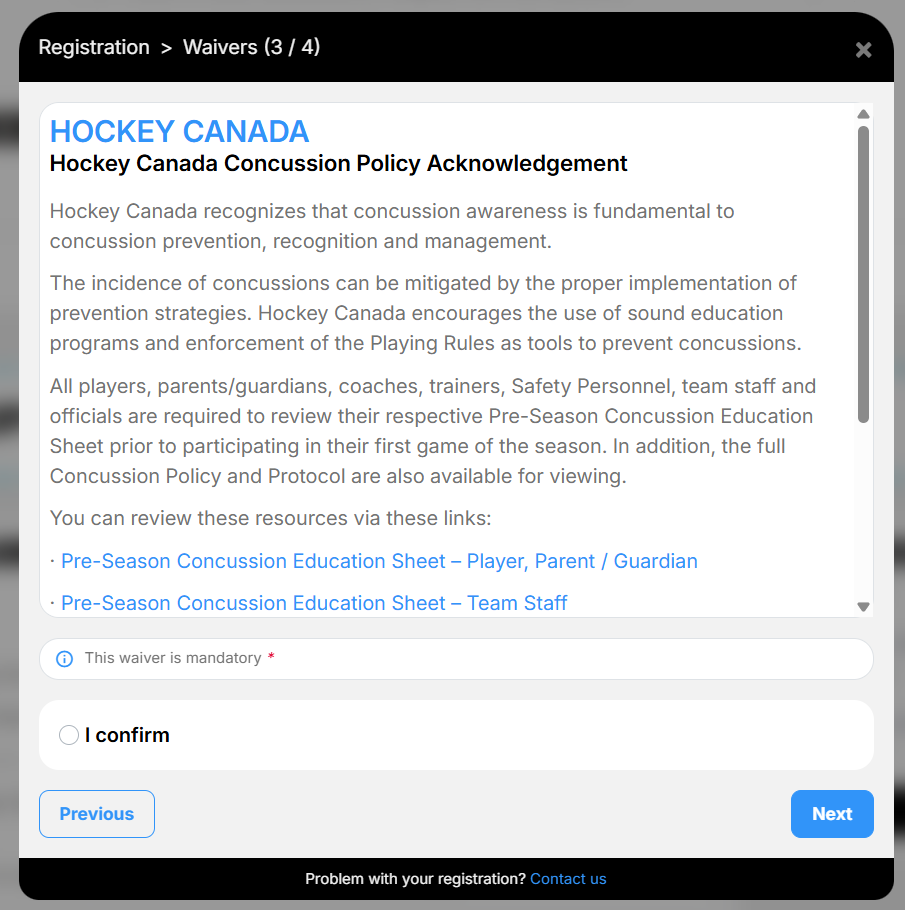 Registration > Waivers (3 / 4)
×
HOCKEY CANADA
Hockey Canada Concussion Policy Acknowledgement
Hockey Canada recognizes that concussion awareness is fundamental to
concussion prevention, recognition and management.
The incidence of concussions can be mitigated by the proper implementation of
prevention strategies. Hockey Canada encourages the use of sound education
programs and enforcement of the Playing Rules as tools to prevent concussions.
All players, parents/guardians, coaches, trainers, Safety Personnel, team staff and
officials are required to review their respective Pre-Season Concussion Education
Sheet prior to participating in their first game of the season. In addition, the full
Concussion Policy and Protocol are also available for viewing.
You can review these resources via these links:
· Pre-Season Concussion Education Sheet – Player, Parent / Guardian
· Pre-Season Concussion Education Sheet – Team Staff
This waiver is mandatory *
I confirm
Previous
Next
Problem with your registration? Contact us